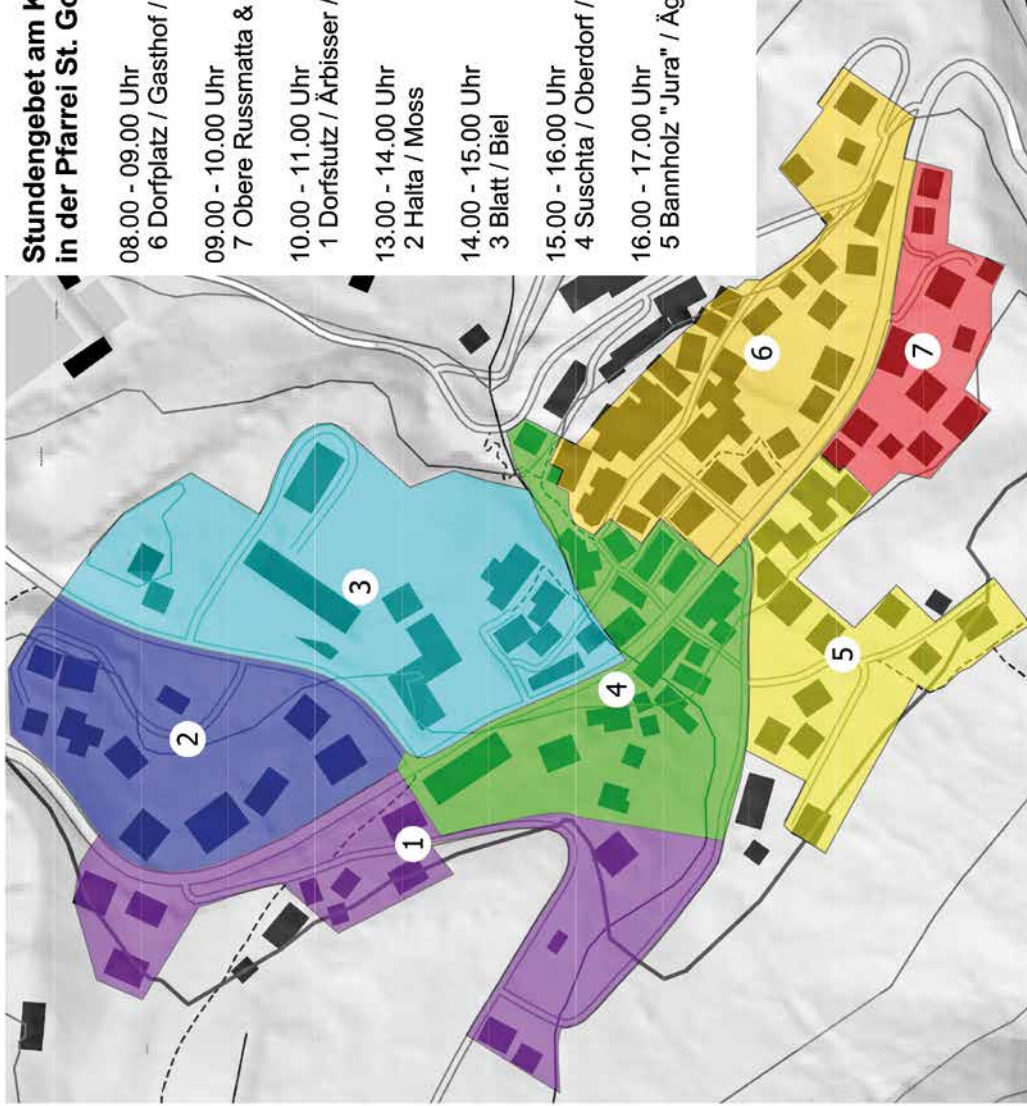 Stundengebet am K
in der Pfarrei St. Go
08.00 - 09.00 Uhr
6 Dorfplatz / Gasthof /
09.00 - 10.00 Uhr
7 Obere Russmatta &
10.00 - 11.00 Uhr
1 Dorfstutz / Ärbisser /
13.00 - 14.00 Uhr
2 Halta / Moss
14.00 - 15.00 Uhr
3 Blatt / Biel
15.00 - 16.00 Uhr
4 Suschta / Oberdorf /
16.00 - 17.00 Uhr
5 Bannholz "Jura" / Äg
1
2
3
4
5
6
7